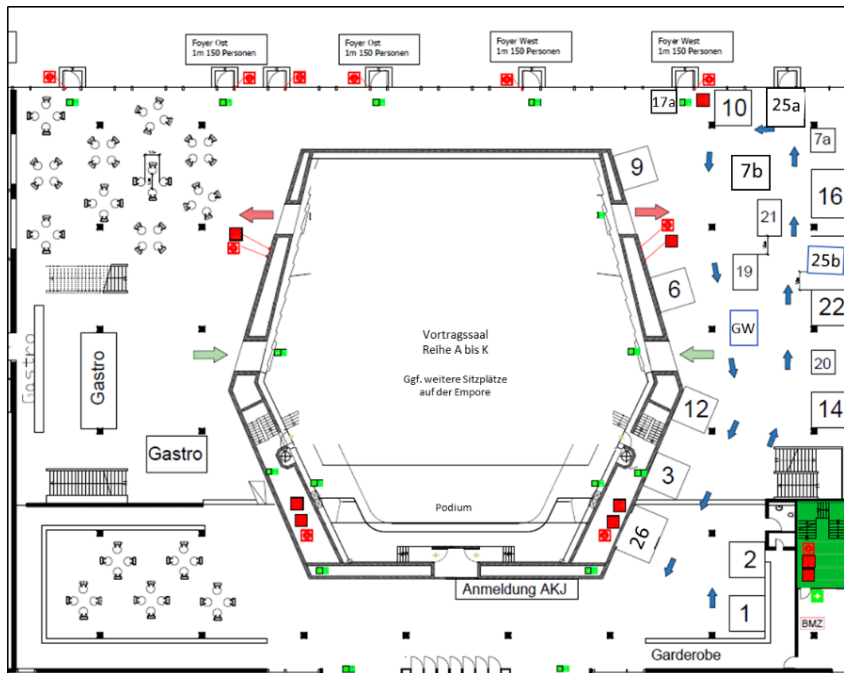 Foyer Ost
1m 150 Personen
Foyer Ost
1m 150 Personen
Foyer West
1m 150 Personen
Foyer West
1m 150 Personen
17a
10
25a
7a
9
7b
16
21
19
25b
6
22
GW
Vortragssaal
Reihe A bis K
Ggf. weitere Sitzplätze
auf der Empore
Gastro
Gastro
20
12
14
Gastro
3
Podium
26
2
Anmeldung AKJ
1
BMZ
Garderobe